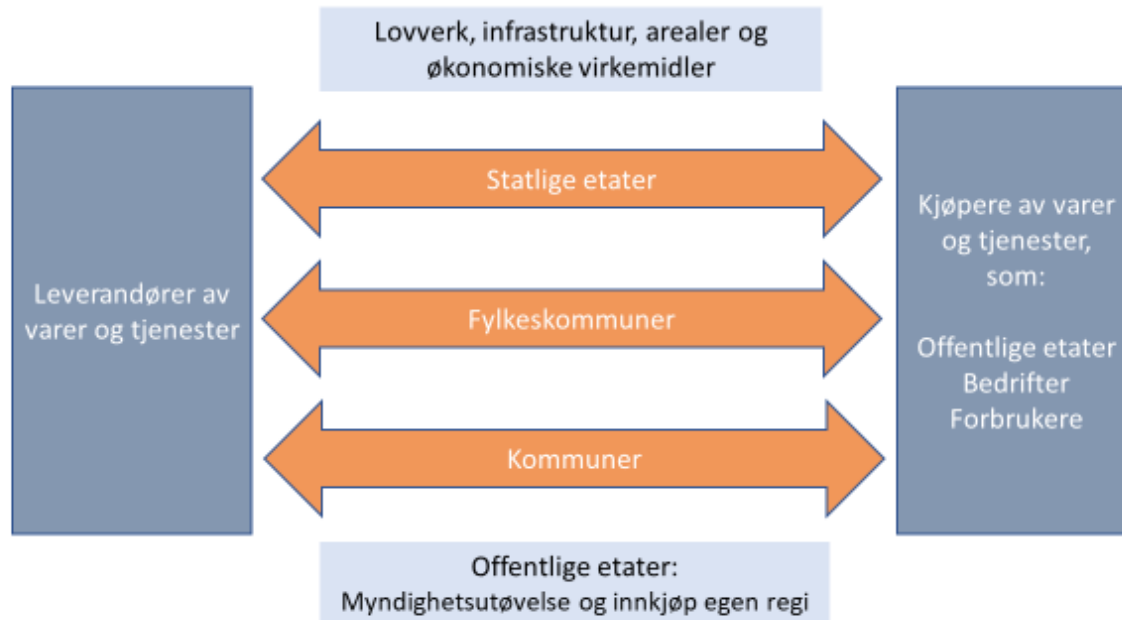 Lovverk, infrastruktur, arealer og
økonomiske virkemidler
Leverandører av
varer og tjenester
Statlige etater
Fylkeskommuner
Kommuner
Kjøpere av varer
og tjenester,
som:
Offentlige etater
Bedrifter
Forbrukere
Offentlige etater:
Myndighetsutøvelse og innkjøp egen regi